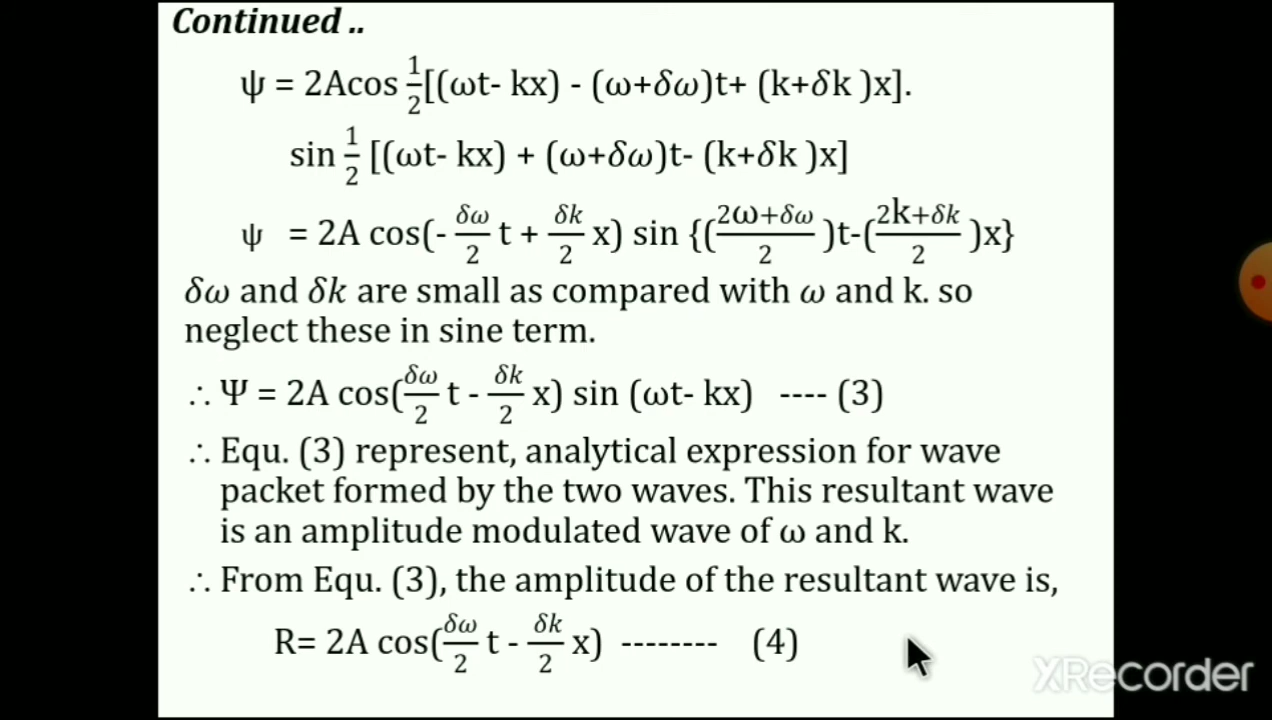 Continued ..
ψ = 2Acos 1/2[(ωt- kx) - (ω+δω)t+ (k+δk )x].
sin 1/2 [(ωt- kx) + (ω+δω)t- (k+δk )x]
ψ = 2A cos(- δω/2 t + δk/2 x) sin {(2ω+δω/2 )t-(2k+δk/2 )x}
δω and δk are small as compared with ω and k. so
neglect these in sine term.
∴ Ψ = 2A cos(δω/2 t - δk/2 x) sin (ωt- kx) ---- (3)
∴ Equ. (3) represent, analytical expression for wave
packet formed by the two waves. This resultant wave
is an amplitude modulated wave of ω and k.
∴ From Equ. (3), the amplitude of the resultant wave is,
R= 2A cos(δω/2 t - δk/2 x) -------- (4)
XRecorder